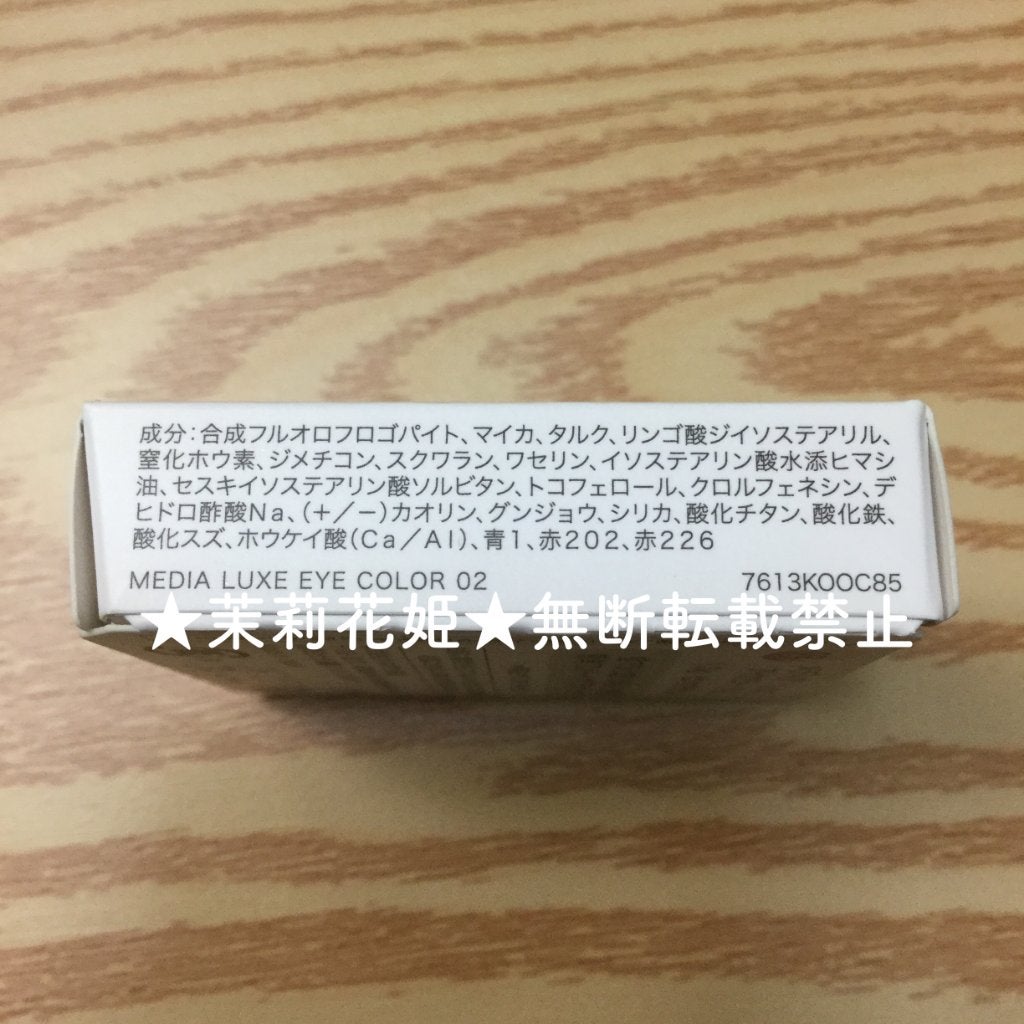 成分：合成フルオロフロゴパイト、マイカ、タルク、リンゴ酸ジイソステアリル、
窒化ホウ素、ジメチコン、スクワラン、ワセリン、イソステアリン酸水添ヒマシ
油、セスキイソステアリン酸ソルビタン、トコフェロール、クロルフェネシン、デ
ヒドロ酢酸Na、（＋／－）カオリン、グンジョウ、シリカ、酸化チタン、酸化鉄、
酸化スズ、ホウケイ酸（Ca／Al）、青1、赤202、赤226
MEDIA LUXE EYE COLOR 02 7613KOOC85
★茉莉花姫★無断転載禁止